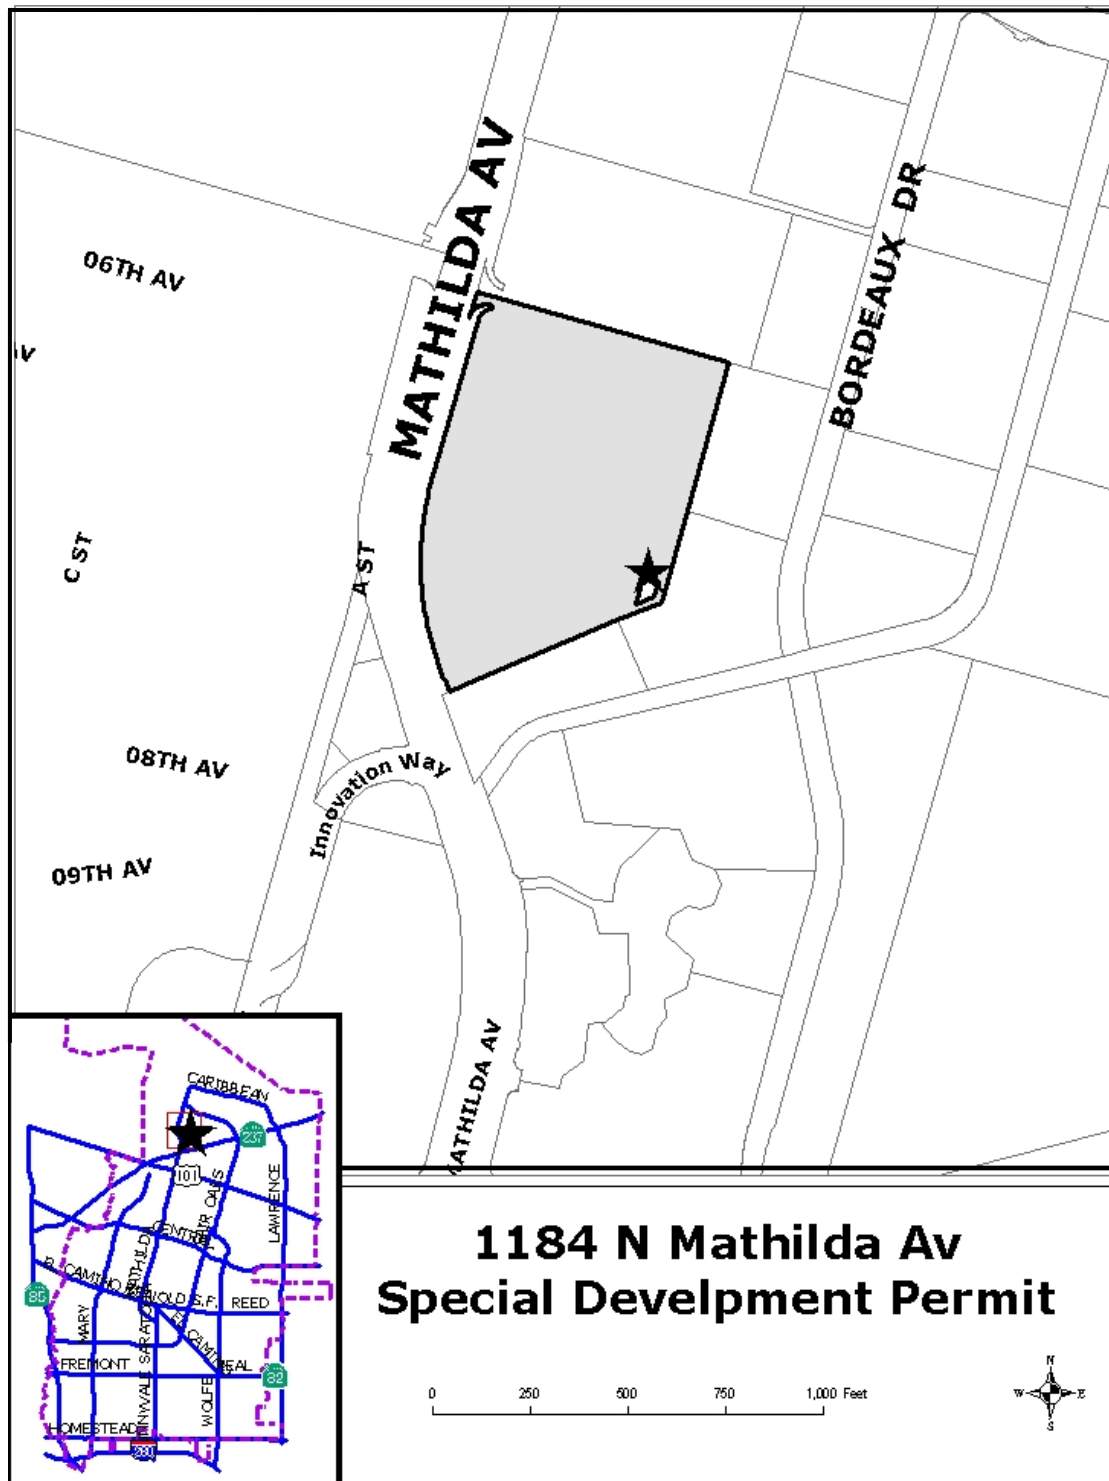 MATHILDA AV
BORDEAUX DR
06TH AV
C ST
A ST
08TH AV
Innovation Way
09TH AV
CARIBBEAN
237
101
LAWRENCE
CENTRAL
85
REED
MARY
FREMONT
WOLFE
82
HOMESTEAD
280
1184 N Mathilda Av
Special Develpment Permit
0 250 500 750 1,000 Feet
N
W E
S